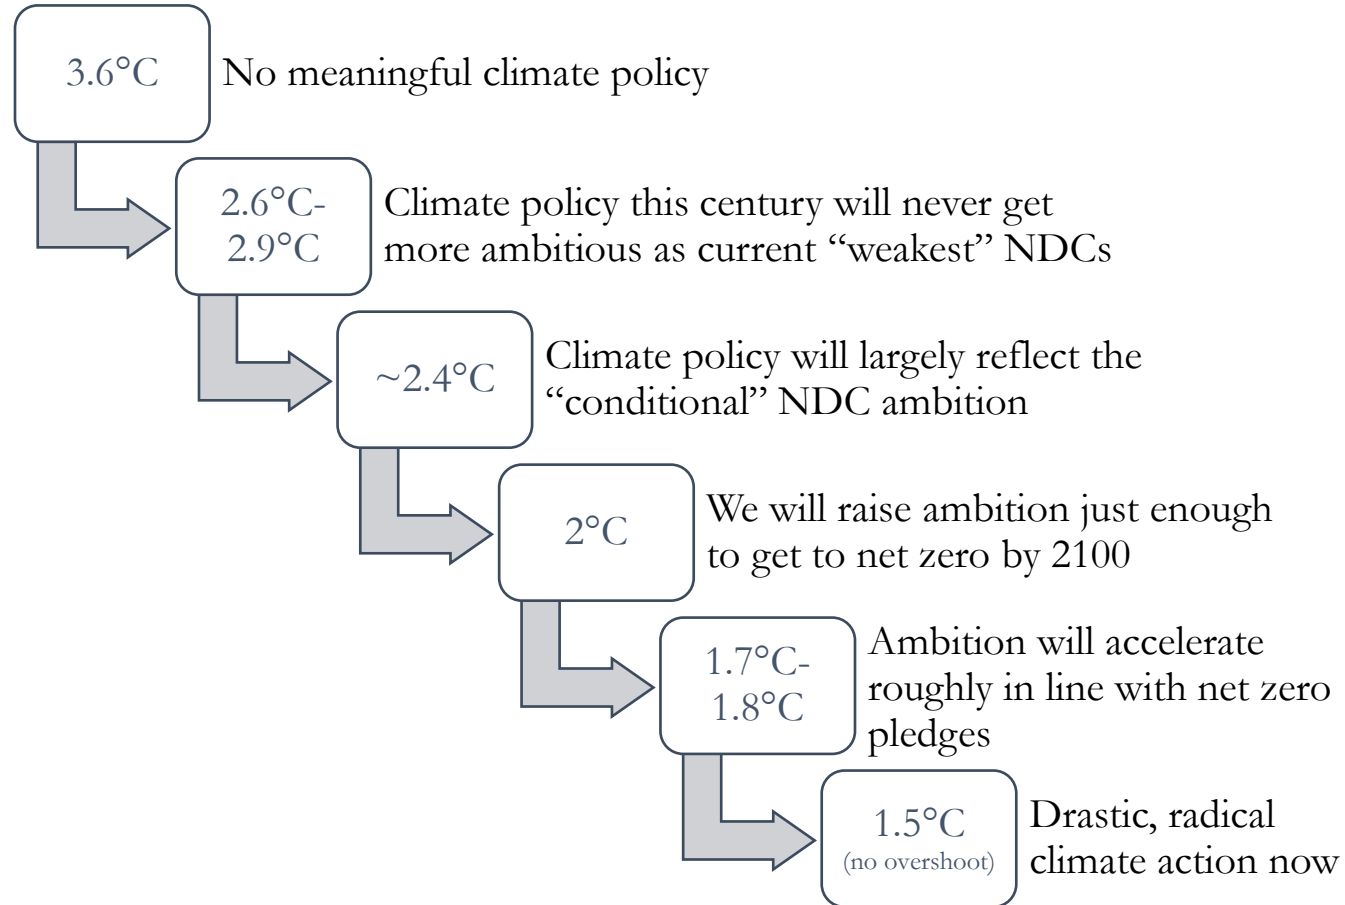 3.6°C
No meaningful climate policy
2.6°C-
2.9°C
Climate policy this century will never get
more ambitious as current “weakest” NDCs
~2.4°C
Climate policy will largely reflect the
“conditional” NDC ambition
2°C
We will raise ambition just enough
to get to net zero by 2100
1.7°C-
1.8°C
Ambition will accelerate
roughly in line with net zero
pledges
1.5°C
(no overshoot)
Drastic, radical
climate action now